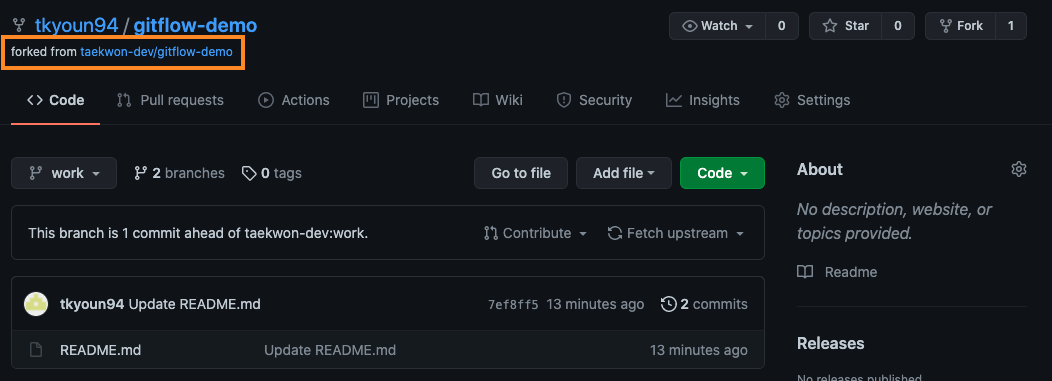 tkyoun94 / gitflow-demo
Watch 0 Star 0 Fork 1
forked from taekwon-dev/gitflow-demo
Code Pull requests Actions Projects Wiki Security Insights Settings
work 2 branches 0 tags Go to file Add file Code
About
No description, website, or
topics provided.
This branch is 1 commit ahead of taekwon-dev:work. Contribute Fetch upstream
Readme
tkyoun94 Update README.md 7ef8ff5 13 minutes ago 2 commits
README.md Update README.md 13 minutes ago
Releases
No releases published